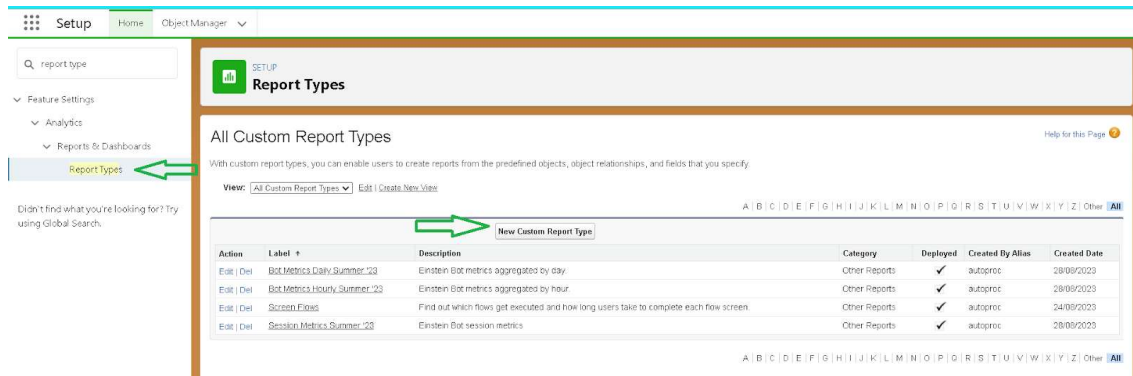 Setup
Home
Object Manager
report type
Feature Settings
Analytics
Reports & Dashboards
Report Types
Didn't find what you're looking for? Try
using Global Search.
SETUP
Report Types
All Custom Report Types
Help for this Page
With custom report types, you can enable users to create reports from the predefined objects, object relationships, and fields that you specify.
View: All Custom Report Types Edit | Create New View
A | B | C | D | E | F | G | H | I | J | K | L | M | N | O | P | Q | R | S | T | U | V | W | X | Y | Z | Other All
New Custom Report Type
Action Label Description Category Deployed Created By Alias Created Date
Edit | Del Bot Metrics Daily Summer '23 Einstein Bot metrics aggregated by day. Other Reports ✓ autoproc 28/08/2023
Edit | Del Bot Metrics Hourly Summer '23 Einstein Bot metrics aggregated by hour. Other Reports ✓ autoproc 28/08/2023
Edit | Del Screen Flows Find out which flows get executed and how long users take to complete each flow screen. Other Reports ✓ autoproc 24/08/2023
Edit | Del Session Metrics Summer '23 Einstein Bot session metrics Other Reports ✓ autoproc 28/08/2023
A | B | C | D | E | F | G | H | I | J | K | L | M | N | O | P | Q | R | S | T | U | V | W | X | Y | Z | Other All